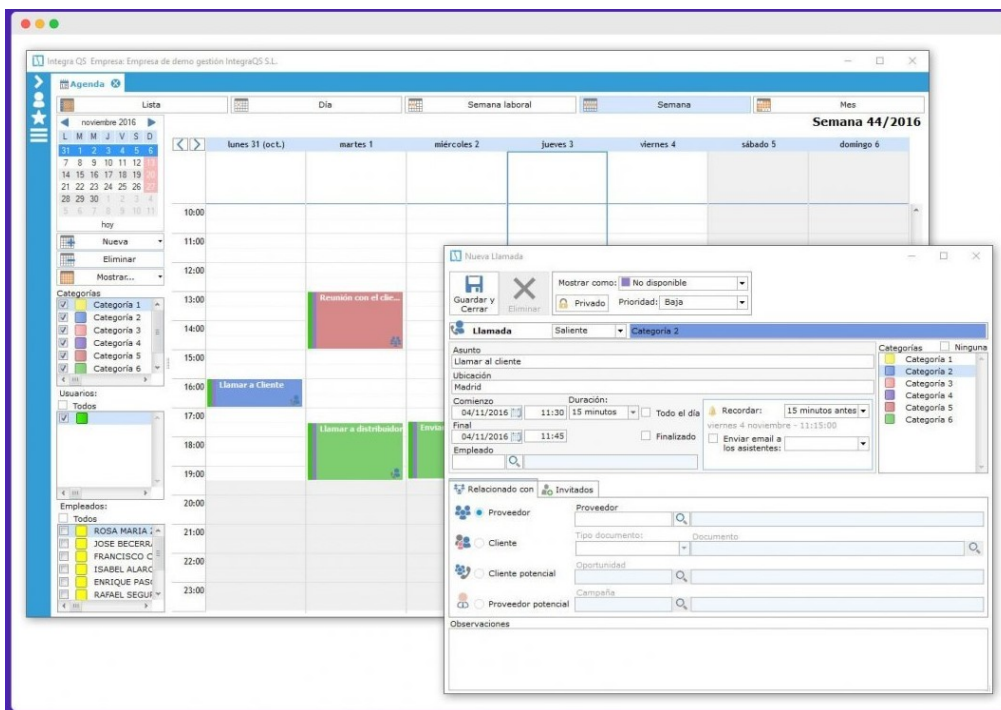 Integra QS Empresa: Empresa de demo gestión IntegraQS S.L.
Agenda
Lista Día Semana laboral Semana Mes
noviembre 2016
Semana 44/2016
L M M J V S D
31 1 2 3 4 5 6
7 8 9 10 11 12 13
14 15 16 17 18 19 20
21 22 23 24 25 26 27
28 29 30 1 2 3 4
5 6 7 8 9 10 11
hoy
Nueva
Eliminar
Mostrar...
Categorías
Categoría 1
Categoría 2
Categoría 3
Categoría 4
Categoría 5
Categoría 6
Usuarios:
Todos
Empleados:
Todos
ROSA MARIA
JOSE BECERRA
FRANCISCO C
ISABEL ALARC
ENRIQUE PAS
RAFAEL SEGU
lunes 31 (oct.) martes 1 miércoles 2 jueves 3 viernes 4 sábado 5 domingo 6
10:00
11:00
12:00
13:00
14:00
15:00
16:00
17:00
18:00
19:00
20:00
21:00
22:00
23:00
Reunión con el clie...
Llamar a Cliente
Llamar a distribuidor
Envia
Nueva Llamada
Guardar y
Cerrar
Eliminar
Mostrar como: No disponible
Privado Prioridad: Baja
Llamada Saliente Categoría 2
Asunto
Llamar al cliente
Ubicación
Madrid
Comienzo Duración:
04/11/2016 11:30 15 minutos Todo el día
Final
04/11/2016 11:45 Finalizado
Empleado
Recordar: 15 minutos antes
viernes 4 noviembre - 11:15:00
Enviar email a
los asistentes:
Categorías Ninguna
Categoría 1
Categoría 2
Categoría 3
Categoría 4
Categoría 5
Categoría 6
Relacionado con Invitados
Proveedor
Proveedor
Cliente
Tipo documento: Documento
Cliente potencial
Oportunidad
Proveedor potencial
Campaña
Observaciones